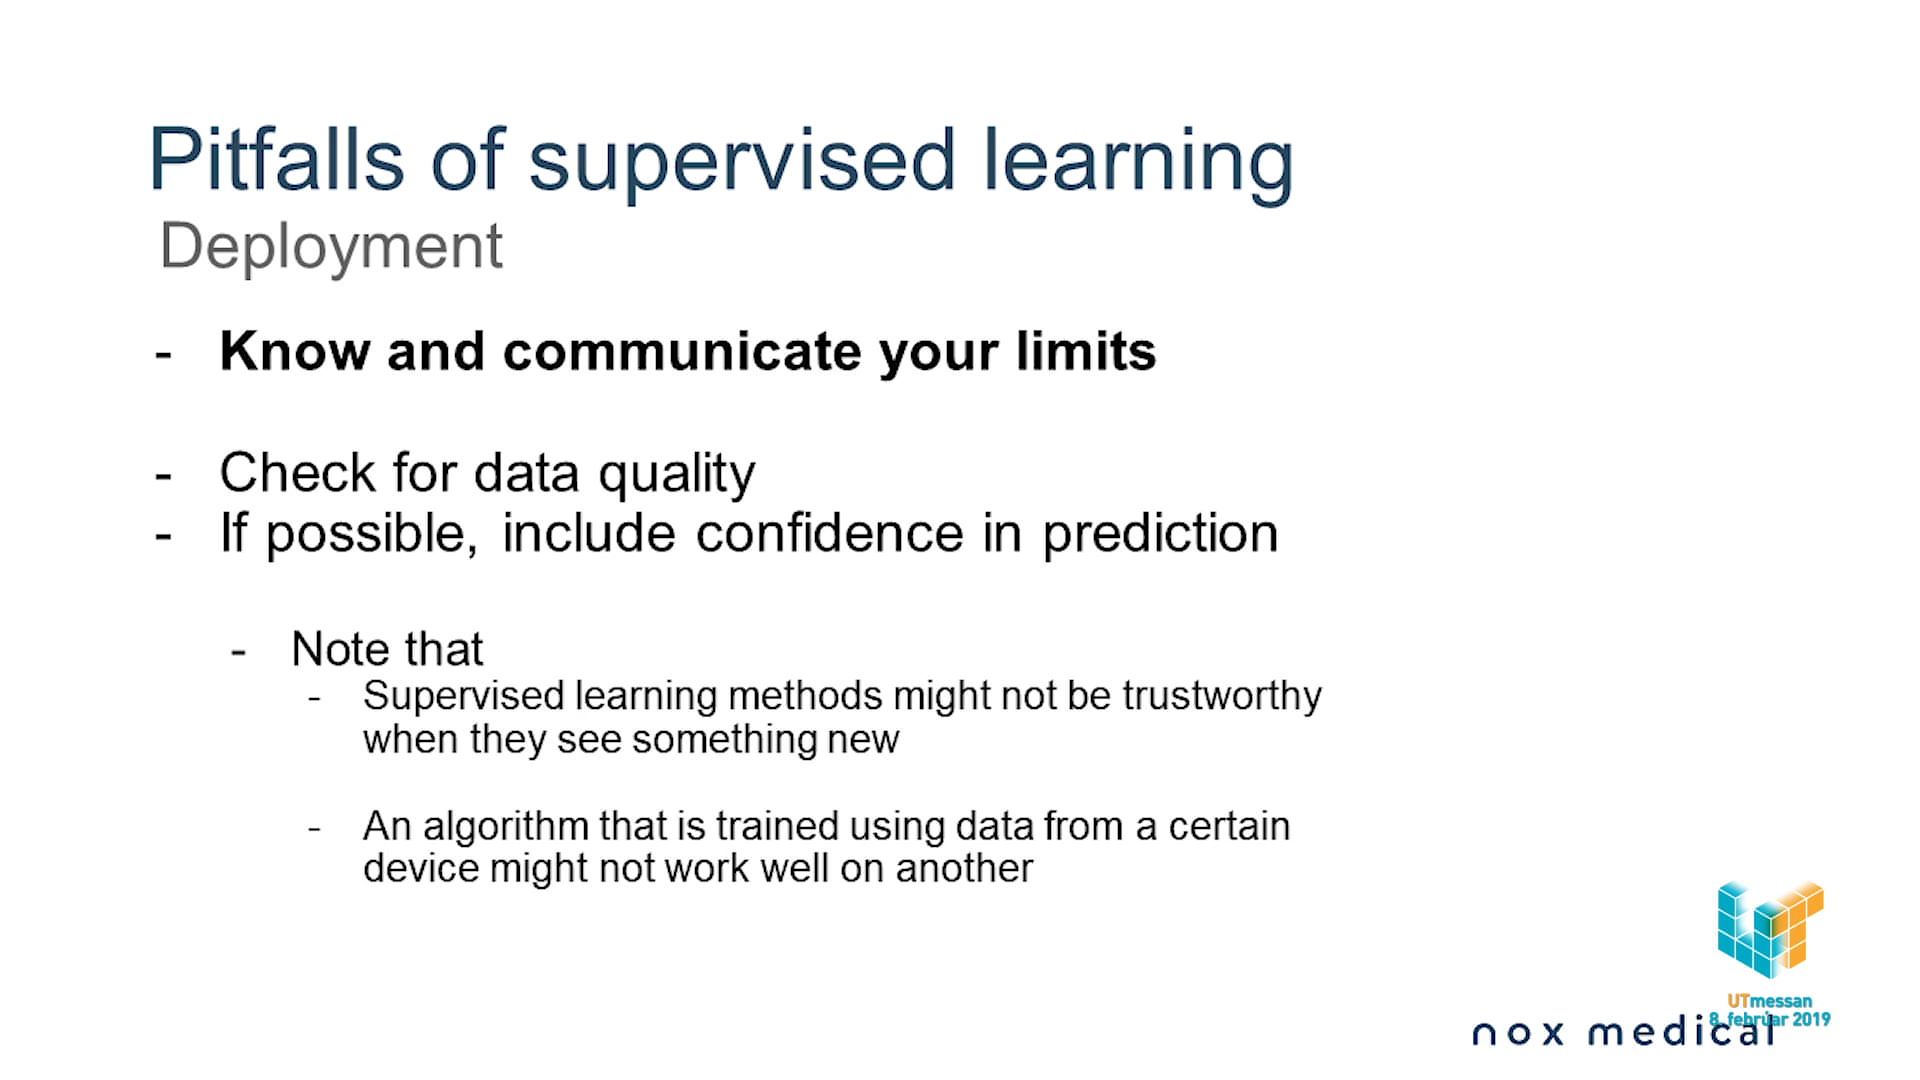 Pitfalls of supervised learning
Deployment
- Know and communicate your limits
- Check for data quality
- If possible, include confidence in prediction
- Note that
- Supervised learning methods might not be trustworthy
when they see something new
- An algorithm that is trained using data from a certain
device might not work well on another
UTmessan
8. febrúar 2019
nox medical